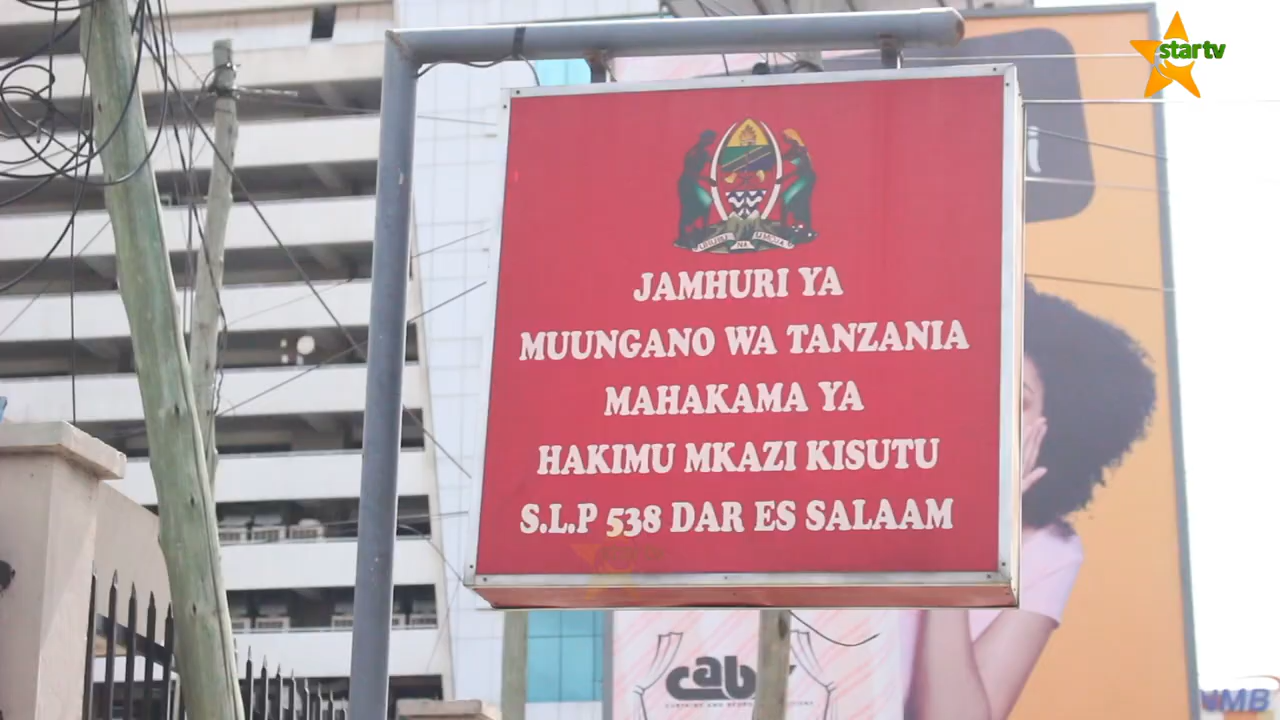 startv
JAMHURI YA
MUUNGANO WA TANZANIA
MAHAKAMA YA
HAKIMU MKAZI KISUTU
S.L.P 538 DAR ES SALAAM